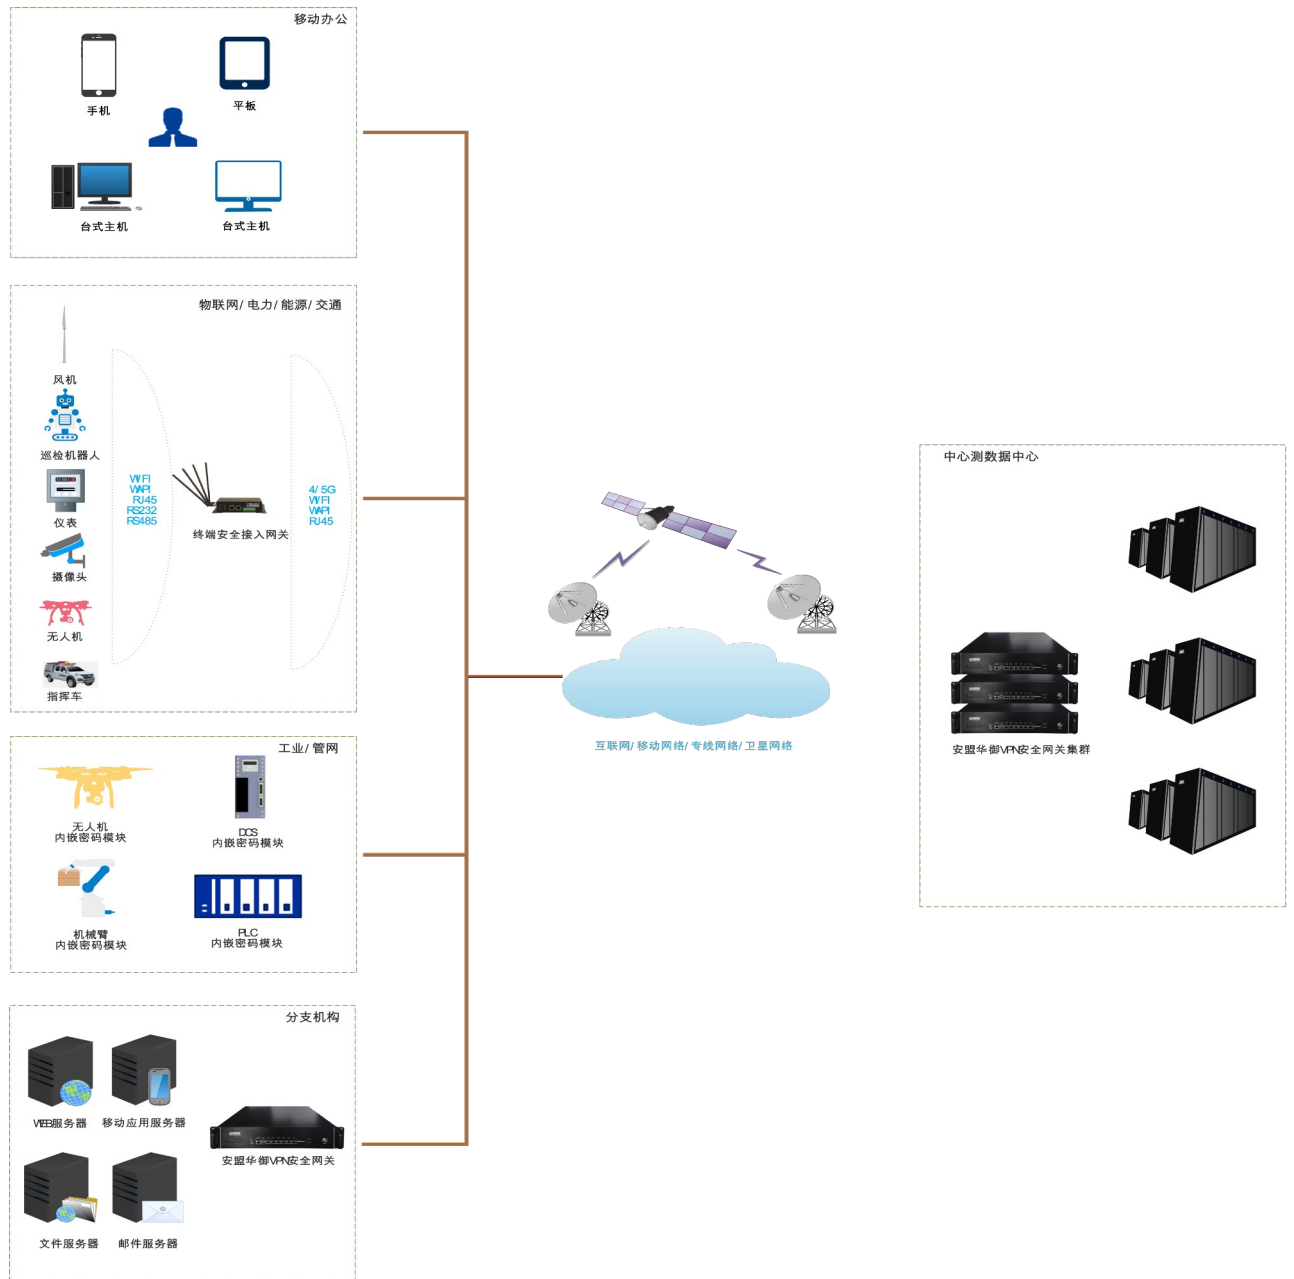 移动办公
手机
平板
台式主机
台式主机
物联网/电力/能源/交通
风机
巡检机器人
仪表
摄像头
无人机
指挥车
WIFI
WAPI
RJ45
RS232
RS485
终端安全接入网关
4/5G
WIFI
WAPI
RJ45
工业/管网
无人机
内嵌密码模块
DCS
内嵌密码模块
机械臂
内嵌密码模块
PLC
内嵌密码模块
分支机构
WEB服务器
移动应用服务器
安盟华御VPN安全网关
文件服务器
邮件服务器
互联网/移动网络/专线网络/卫星网络
中心测数据中心
安盟华御VPN安全网关集群